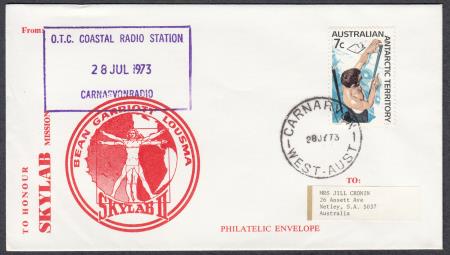 From:
O.T.C. COASTAL RADIO STATION
28 JUL 1973
CARNARVONRADIO
AUSTRALIAN
7c
ANTARCTIC TERRITORY
CARNARVON
28JY73
WEST-AUST
BEAN GARRIOTT LOUSMA
SKYLAB II
TO HONOUR
SKYLAB MISSION
TO:
MRS JILL CRONIN
26 Ansett Ave
Netley, S.A. 5037
Australia
PHILATELIC ENVELOPE